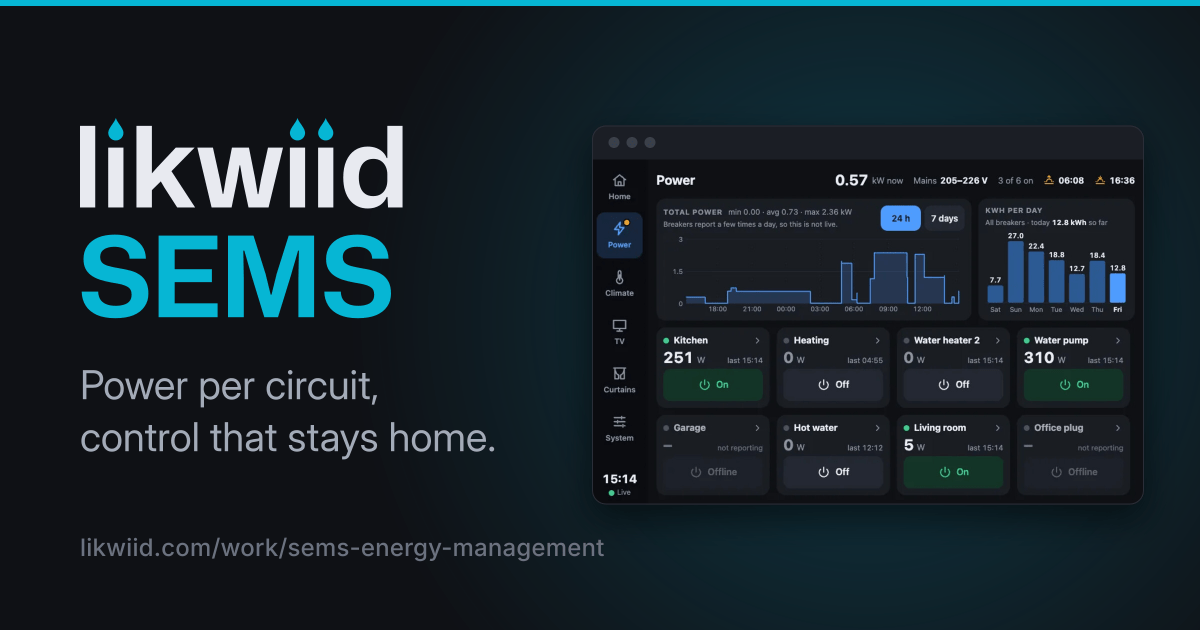 likwiid
SEMS
Power per circuit,
control that stays home.
likwiid.com/work/sems-energy-management
Home
Power
Climate
TV
Curtains
System
15:14
Live
Power
0.57 kW now Mains 205–226 V 3 of 6 on 06:08 16:36
TOTAL POWER min 0.00 · avg 0.73 · max 2.36 kW
Breakers report a few times a day, so this is not live.
24 h 7 days
3
1.5
0
18:00 21:00 00:00 03:00 06:00 09:00 12:00
KWH PER DAY
All breakers · today 12.8 kWh so far
7.7 27.0 22.4 18.8 12.7 18.4 12.8
Sat Sun Mon Tue Wed Thu Fri
Kitchen
251 W last 15:14
On
Heating
0 W last 04:55
Off
Water heater 2
0 W last 15:14
Off
Water pump
310 W last 15:14
On
Garage
– not reporting
Offline
Hot water
0 W last 12:12
Off
Living room
5 W last 15:14
On
Office plug
– not reporting
Offline